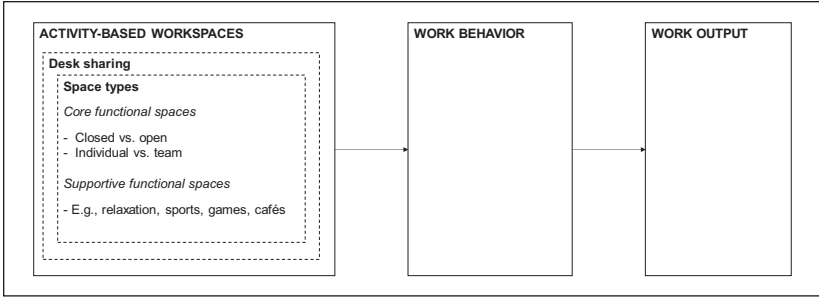 ACTIVITY-BASED WORKSPACES
Desk sharing
Space types
Core functional spaces
- Closed vs. open
- Individual vs. team
Supportive functional spaces
- E.g., relaxation, sports, games, cafés
WORK BEHAVIOR
WORK OUTPUT